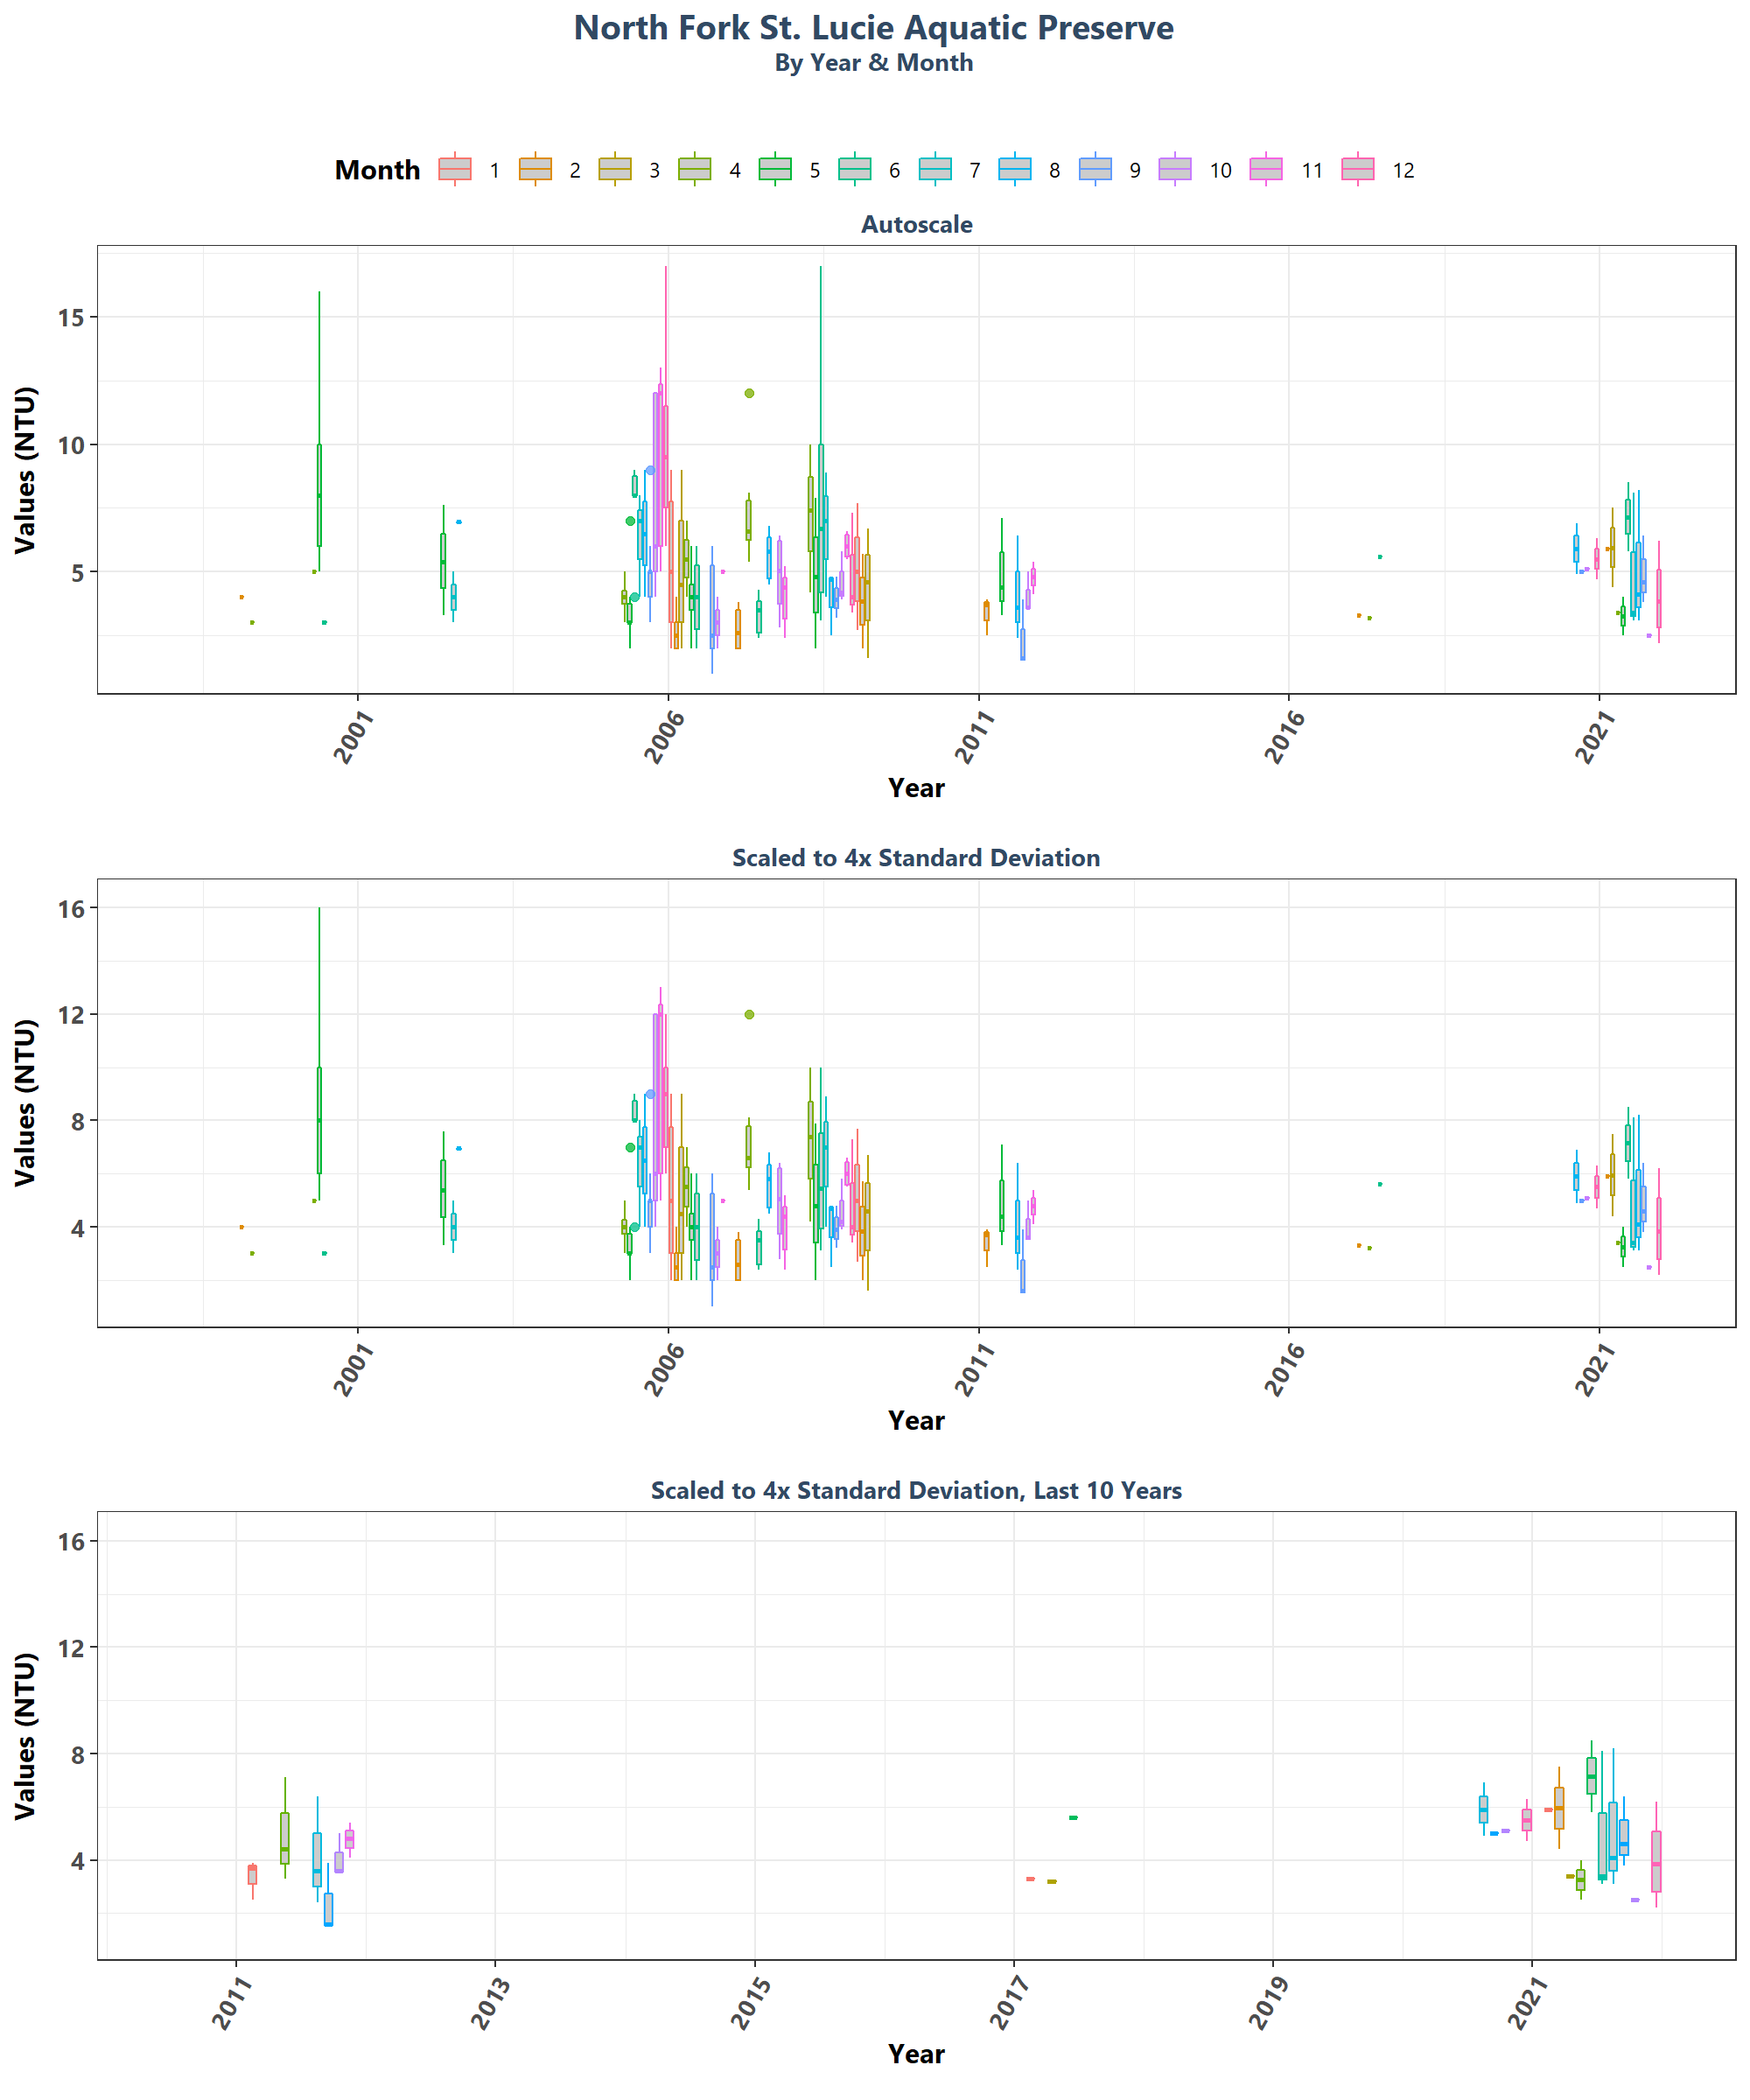 North Fork St. Lucie Aquatic Preserve
By Year & Month
Month 1 2 3 4 5 6 7 8 9 10 11 12
Autoscale
Values (NTU)
15
10
5
2001 2006 2011 2016 2021
Year
Scaled to 4x Standard Deviation
Values (NTU)
16
12
8
4
2001 2006 2011 2016 2021
Year
Scaled to 4x Standard Deviation, Last 10 Years
Values (NTU)
16
12
8
4
2011 2013 2015 2017 2019 2021
Year